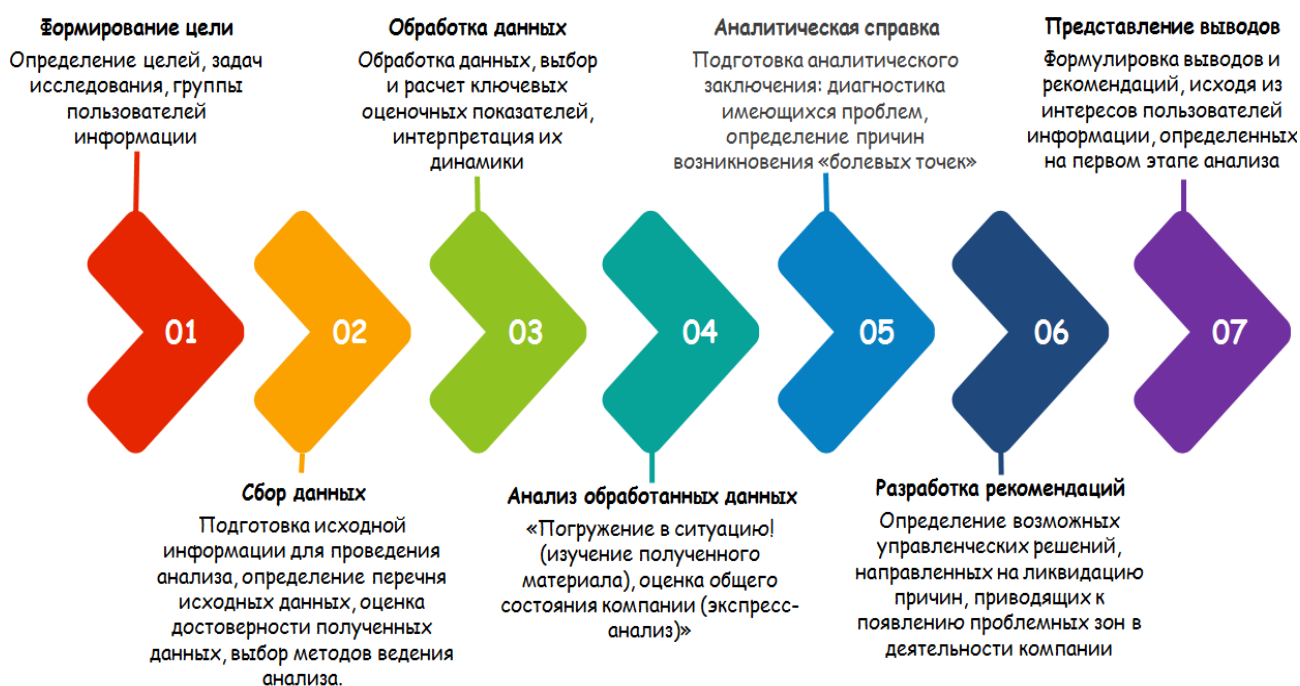 Формирование цели
Определение целей, задач
исследования, группы
пользователей
информации
Обработка данных
Обработка данных, выбор
и расчет ключевых
оценочных показателей,
интерпретация их
динамики
Аналитическая справка
Подготовка аналитического
заключения: диагностика
имеющихся проблем,
определение причин
возникновения «болевых точек»
Представление выводов
Формулировка выводов и
рекомендаций, исходя из
интересов пользователей
информации, определенных
на первом этапе анализа
01
02
03
04
05
06
07
Сбор данных
Подготовка исходной
информации для проведения
анализа, определение перечня
исходных данных, оценка
достоверности полученных
данных, выбор методов ведения
анализа.
Анализ обработанных данных
«Погружение в ситуацию!
(изучение полученного
материала), оценка общего
состояния компании (экспресс-
анализ)»
Разработка рекомендаций
Определение возможных
управленческих решений,
направленных на ликвидацию
причин, приводящих к
появлению проблемных зон в
деятельности компании